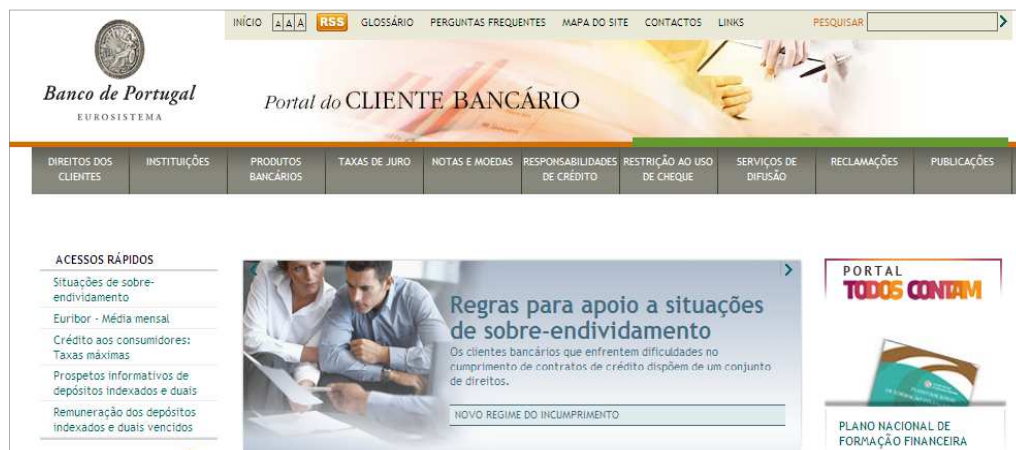 INÍCIO A A A RSS GLOSSÁRIO PERGUNTAS FREQUENTES MAPA DO SITE CONTACTOS LINKS PESQUISAR
Banco de Portugal
EUROSISTEMA
Portal do CLIENTE BANCÁRIO
DIREITOS DOS
CLIENTES
INSTITUIÇÕES
PRODUTOS
BANCÁRIOS
TAXAS DE JURO
NOTAS E MOEDAS
RESPONSABILIDADES
DE CRÉDITO
RESTRIÇÃO AO USO
DE CHEQUE
SERVIÇOS DE
DIFUSÃO
RECLAMAÇÕES
PUBLICAÇÕES
ACESSOS RÁPIDOS
Situações de sobre-
endividamento
Euribor - Média mensal
Crédito aos consumidores:
Taxas máximas
Prospetos informativos de
depósitos indexados e duais
Remuneração dos depósitos
indexados e duais vencidos
Regras para apoio a situações
de sobre-endividamento
Os clientes bancários que enfrentem dificuldades no
cumprimento de contratos de crédito dispõem de um conjunto
de direitos.
NOVO REGIME DO INCUMPRIMENTO
PORTAL
TODOS CONTAM
PLANO NACIONAL DE
FORMAÇÃO FINANCEIRA